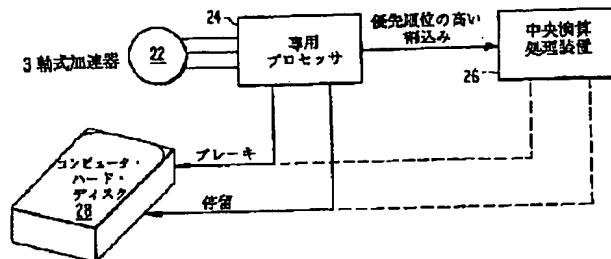 3軸式加速器
22
24
専用
プロセッサ
優先順位の高い
割込み
中央演算
処理装置
26
ブレーキ
停留
コンピュータ・
ハード・
ディスク
28